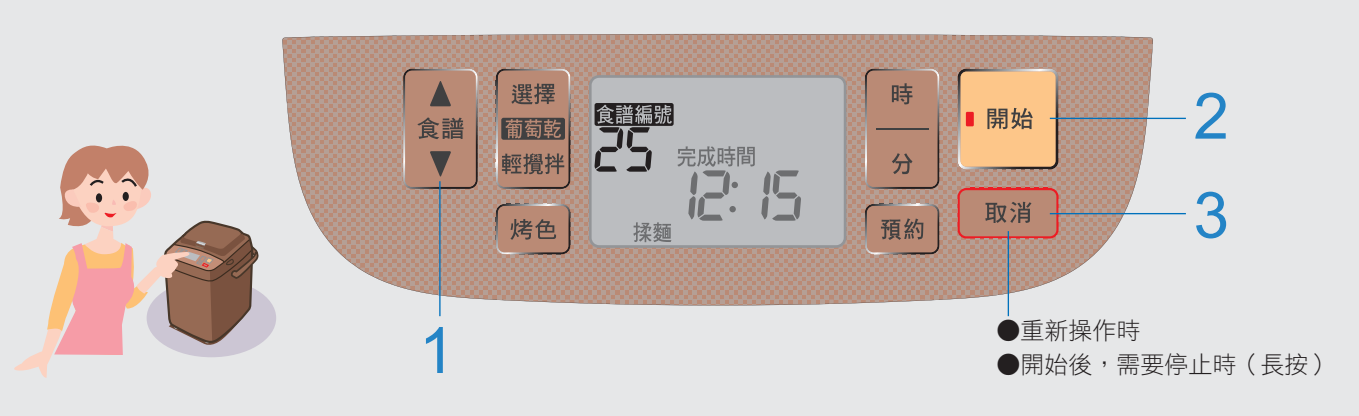 食譜
選擇
葡萄乾
輕攪拌
烤色
食譜編號
25
完成時間
12:15
揉麵
時
分
預約
開始
取消
1
2
3
●重新操作時
●開始後，需要停止時（長按）